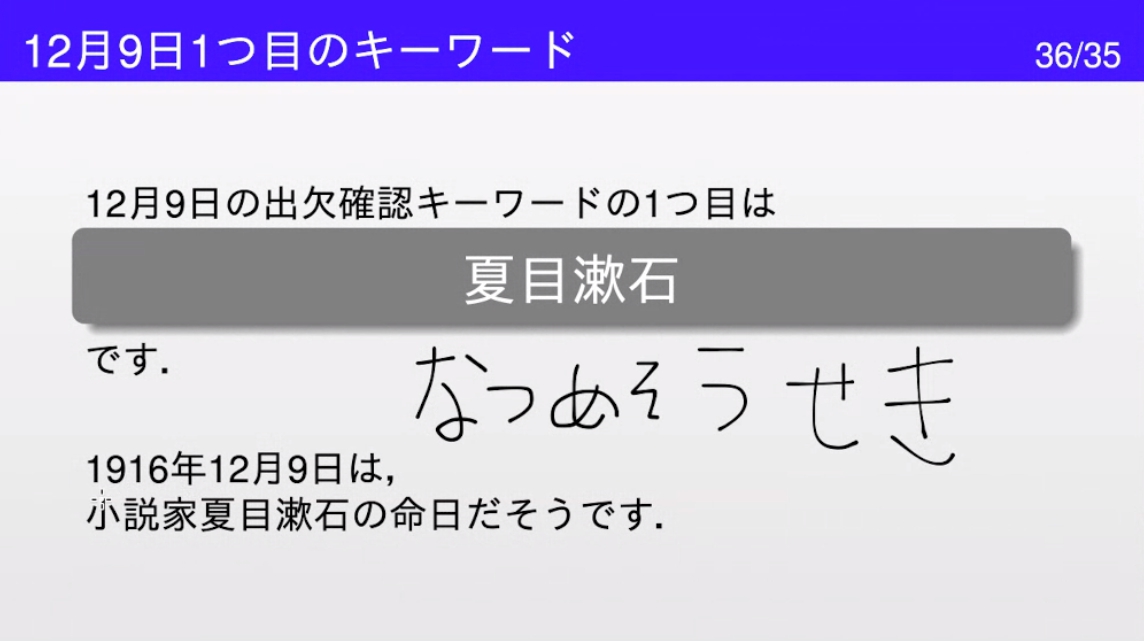 12月9日1つ目のキーワード
36/35
12月9日の出欠確認キーワードの1つ目は
夏目漱石
です.
なつめそうせき
1916年12月9日は,
小説家夏目漱石の命日だそうです.